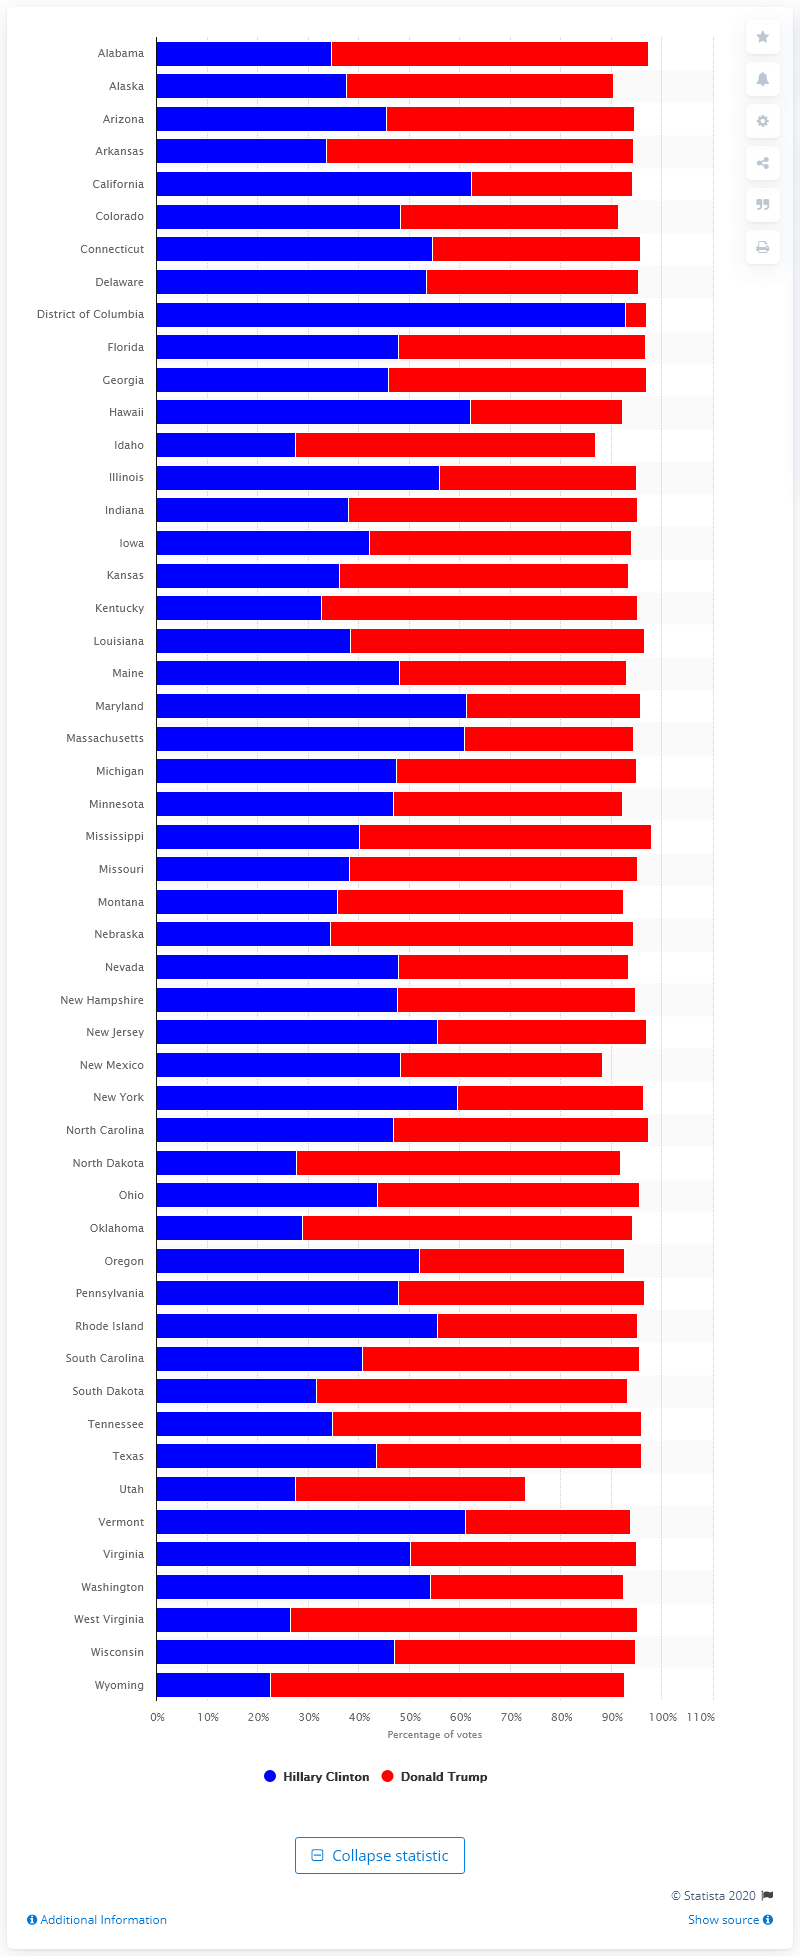 Alabama
Alaska
Arizona
Arkansas
California
Colorado
Connecticut
Delaware
District of Columbia
Florida
Georgia
Hawaii
Idaho
Illinois
Indiana
Iowa
Kansas
Kentucky
Louisiana
Maine
Maryland
Massachusetts
Michigan
Minnesota
Mississippi
Missouri
Montana
Nebraska
Nevada
New Hampshire
New Jersey
New Mexico
New York
North Carolina
North Dakota
Ohio
Oklahoma
Oregon
Pennsylvania
Rhode Island
South Carolina
South Dakota
Tennessee
Texas
Utah
Vermont
Virginia
Washington
West Virginia
Wisconsin
Wyoming
0% 10% 20% 30% 40% 50% 60% 70% 80% 90% 100% 110%
Percentage of votes
Hillary Clinton Donald Trump
Collapse statistic
© Statista 2020
Additional Information Show source